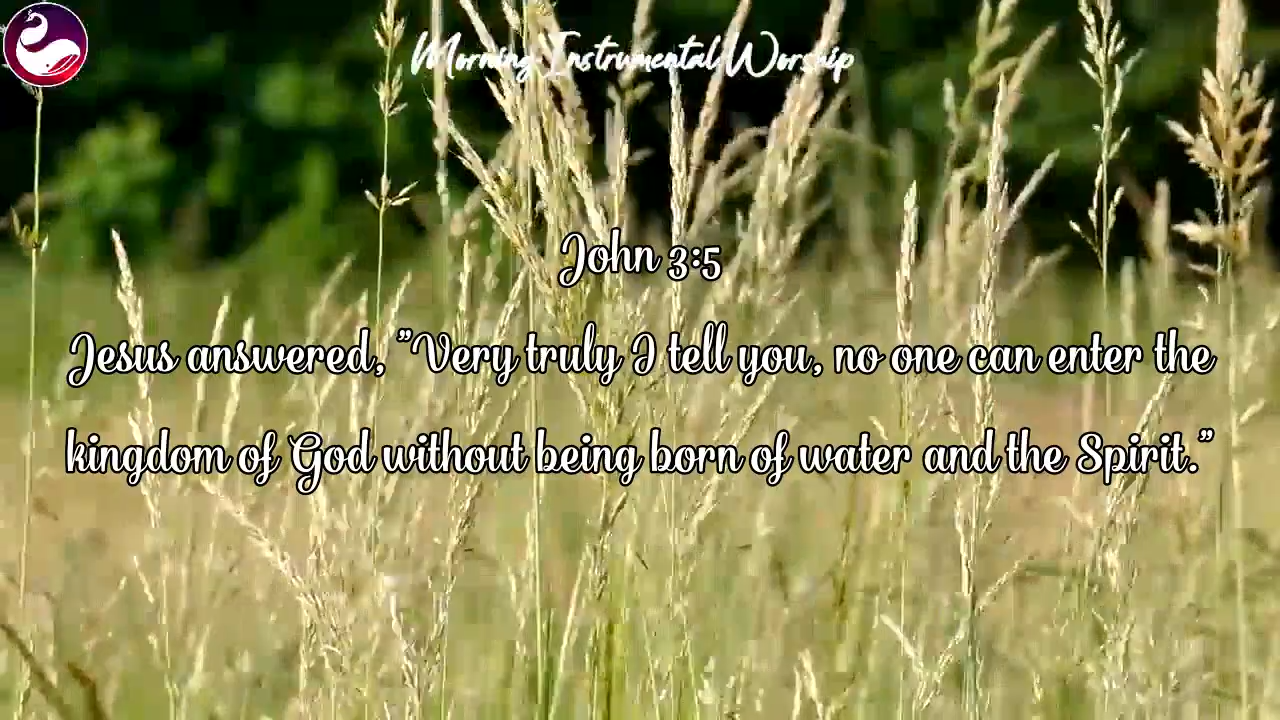 Morning Instrumental Worship
John 3:5
Jesus answered, "Very truly I tell you, no one can enter the
kingdom of God without being born of water and the Spirit."